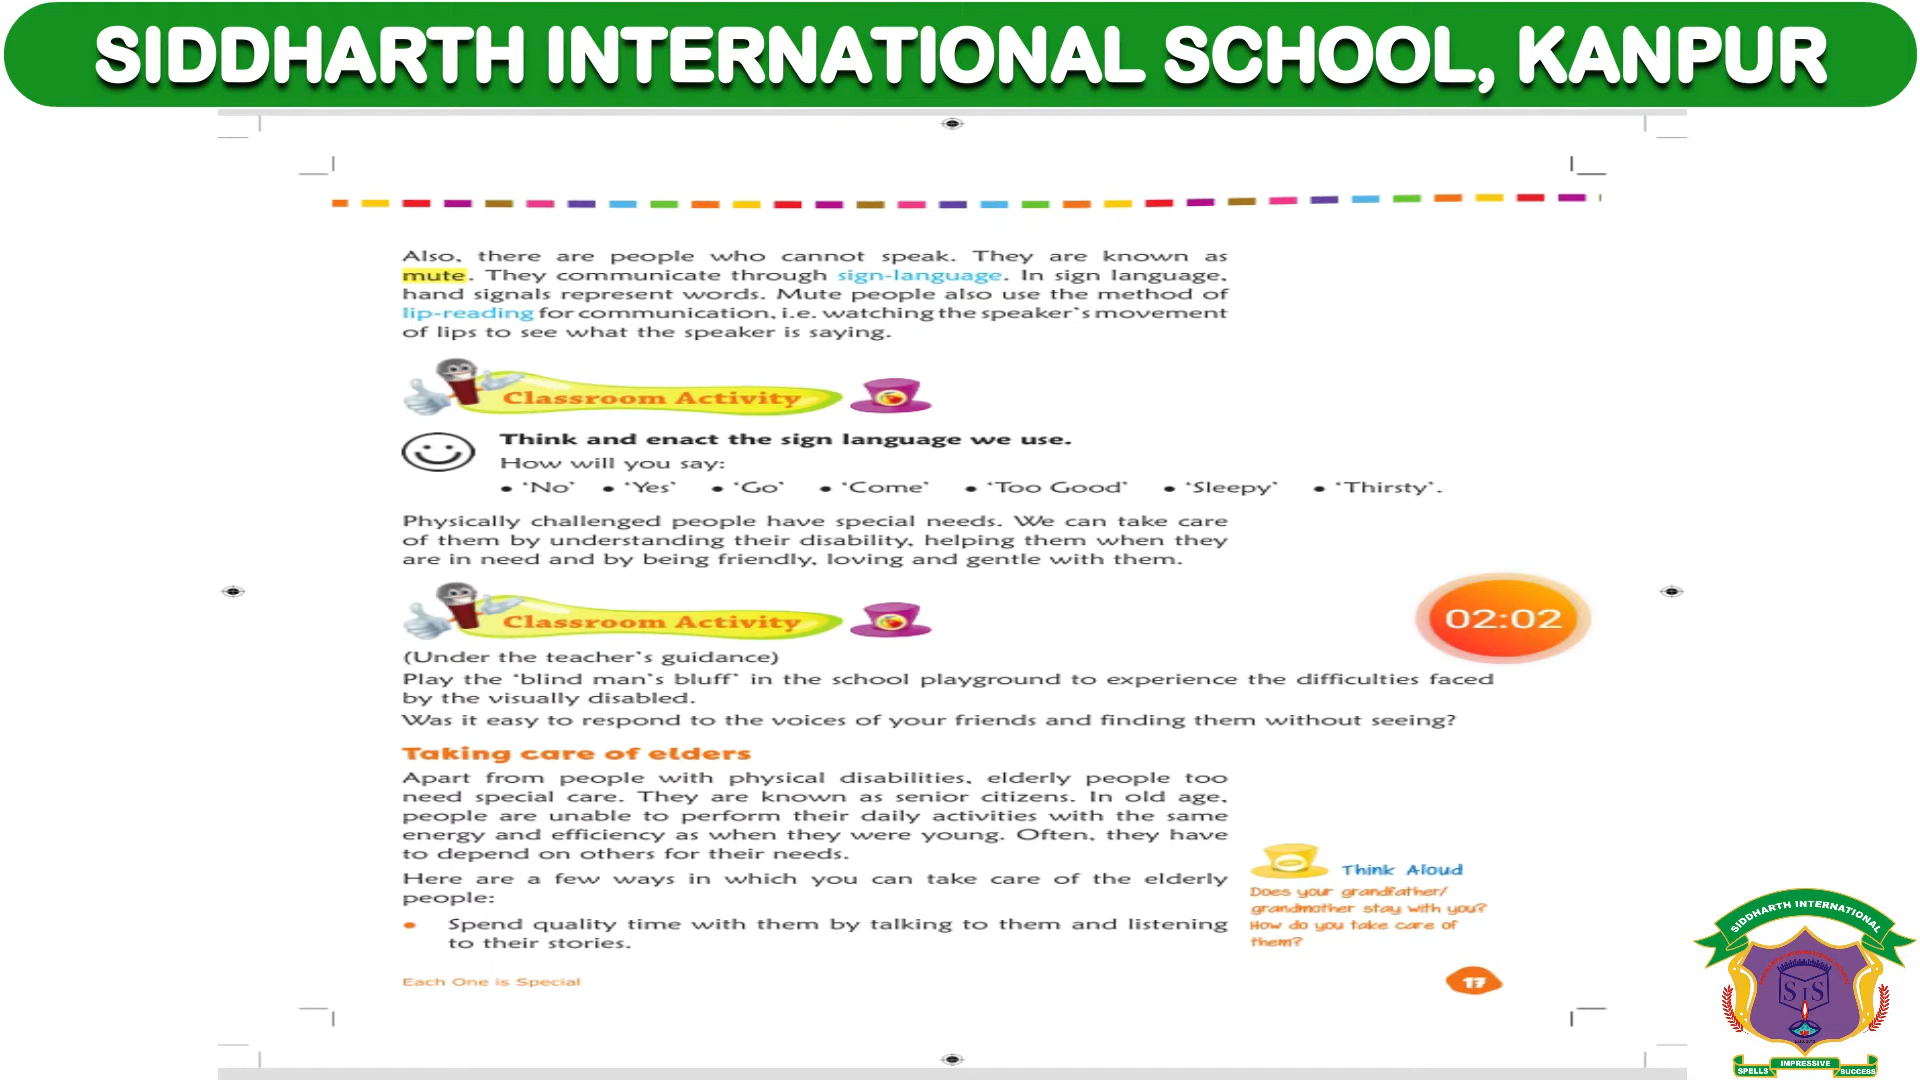 SIDDHARTH INTERNATIONAL SCHOOL, KANPUR
Also, there are people who cannot speak. They are known as
mute. They communicate through sign-language. In sign language,
hand signals represent words. Mute people also use the method of
lip-reading for communication, i.e. watching the speaker's movement
of lips to see what the speaker is saying.
Classroom Activity
Think and enact the sign language we use.
How will you say:
• 'No' • 'Yes' • 'Go' • 'Come' • 'Too Good' • 'Sleepy' • 'Thirsty'.
Physically challenged people have special needs. We can take care
of them by understanding their disability, helping them when they
are in need and by being friendly, loving and gentle with them.
Classroom Activity
02:02
(Under the teacher's guidance)
Play the 'blind man's bluff' in the school playground to experience the difficulties faced
by the visually disabled.
Was it easy to respond to the voices of your friends and finding them without seeing?
Taking care of elders
Apart from people with physical disabilities, elderly people too
need special care. They are known as senior citizens. In old age,
people are unable to perform their daily activities with the same
energy and efficiency as when they were young. Often, they have
to depend on others for their needs.
Here are a few ways in which you can take care of the elderly
people:
• Spend quality time with them by talking to them and listening
to their stories.
Think Aloud
Does your grandfather/
grandmother stay with you?
How do you take care of
them?
Each One is Special
17
SIDDHARTH INTERNATIONAL
SIS
SPELLS IMPRESSIVE SUCCESS